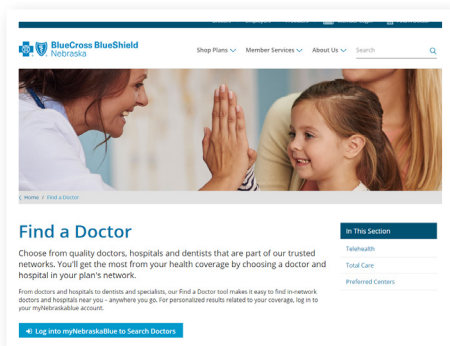 BlueCross BlueShield
Nebraska
Shop Plans
Member Services
About Us
Search
Home / Find a Doctor
Find a Doctor
Choose from quality doctors, hospitals and dentists that are part of our trusted
networks. You'll get the most from your health coverage by choosing a doctor and
hospital in your plan's network.
From doctors and hospitals to dentists and specialists, our Find a Doctor tool makes it easy to find in-network
doctors and hospitals near you – anywhere you go. For personalized results related to your coverage, log in to
your myNebraskablue account.
Log into myNebraskaBlue to Search Doctors
In This Section
Telehealth
Total Care
Preferred Centers